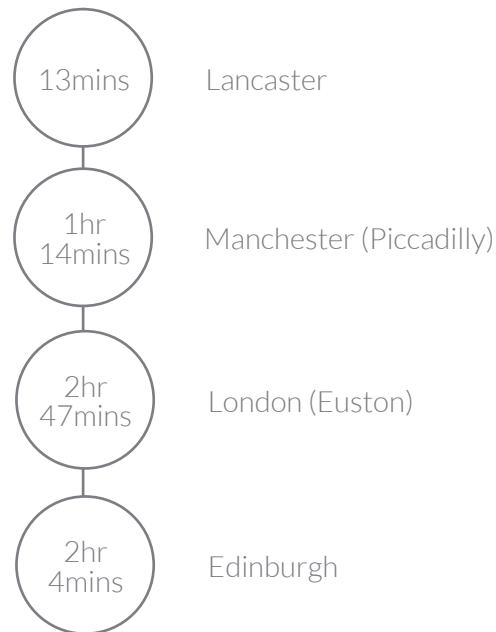 13mins
Lancaster
1hr
14mins
Manchester (Piccadilly)
2hr
47mins
London (Euston)
2hr
4mins
Edinburgh